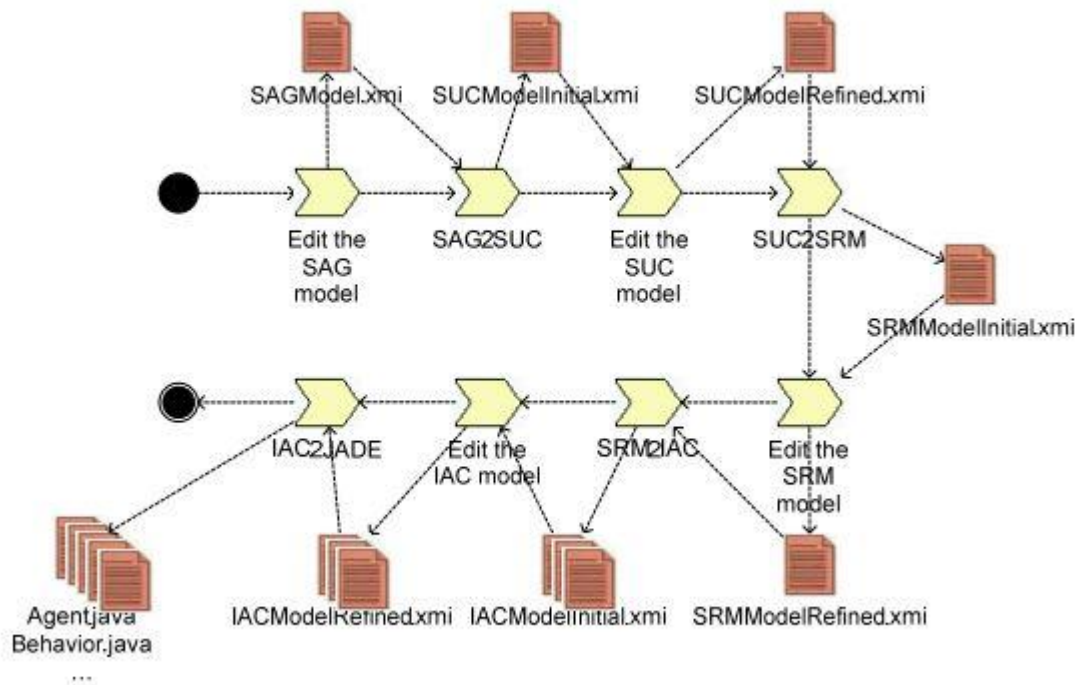 SAGModel.xmi
SUCModelInitial.xmi
SUCModelRefined.xmi
Edit the
SAG
model
SAG2SUC
Edit the
SUC
model
SUC2SRM
SRMModelInitial.xmi
IAC2JADE
Edit the
IAC model
SRM2IAC
Edit the
SRM
model
Agent.java
Behavior.java
...
IACModelRefined.xmi
IACModelInitial.xmi
SRMModelRefined.xmi